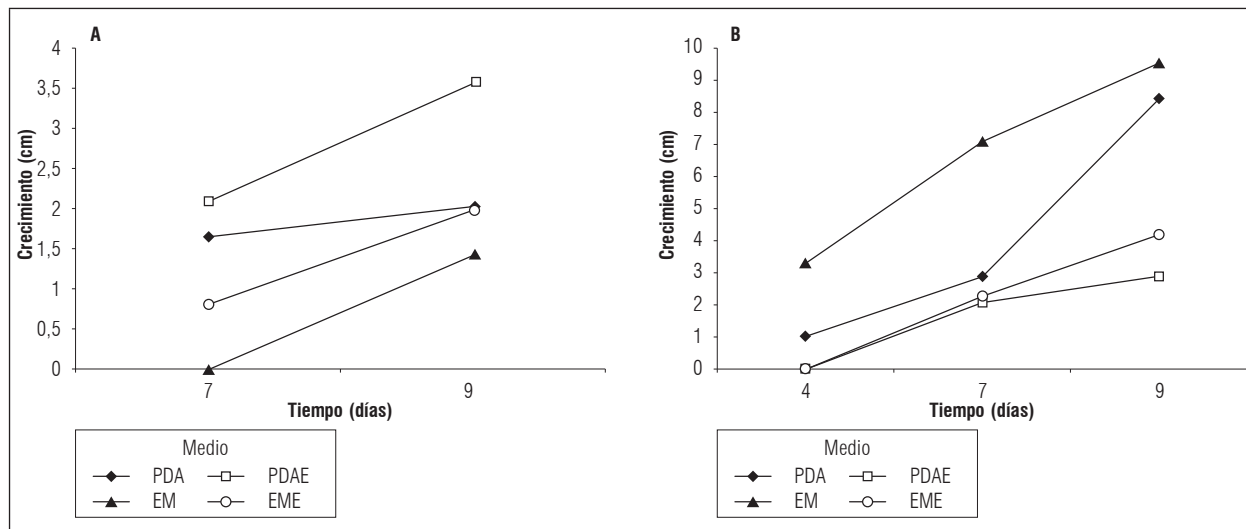 A
Crecimiento (cm)
4
3,5
3
2,5
2
1,5
1
0,5
0
7
9
Tiempo (días)
Medio
PDA
PDAE
EM
EME
B
Crecimiento (cm)
10
9
8
7
6
5
4
3
2
1
0
4
7
9
Tiempo (días)
Medio
PDA
PDAE
EM
EME